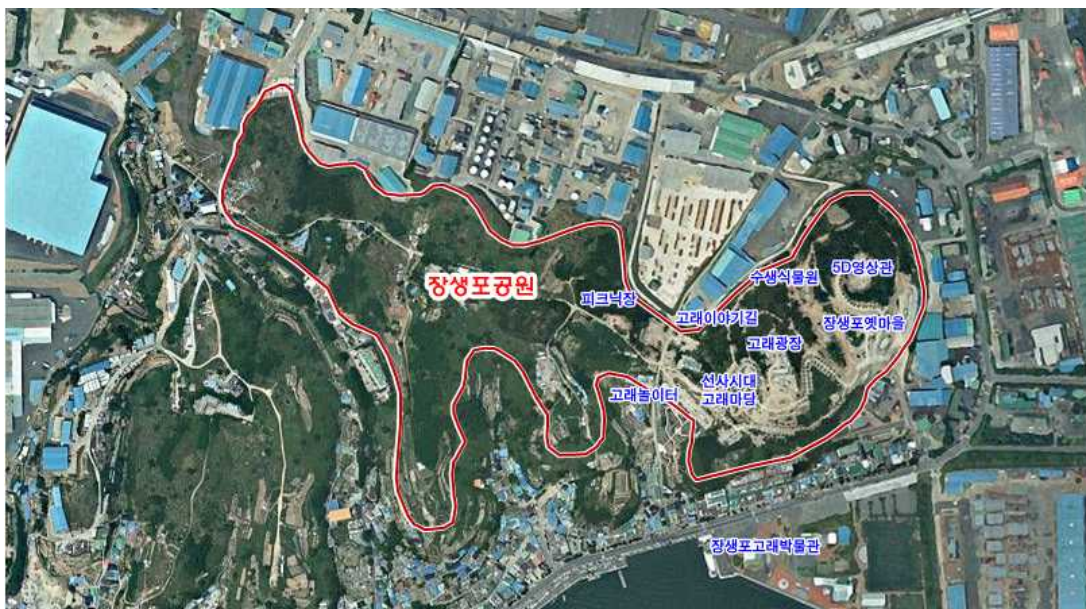 장생포공원
피크닉장
수생식물원
5D영상관
고래이야기길
장생포옛마을
고래광장
선사시대
고래마당
고래놀이터
장생포고래박물관